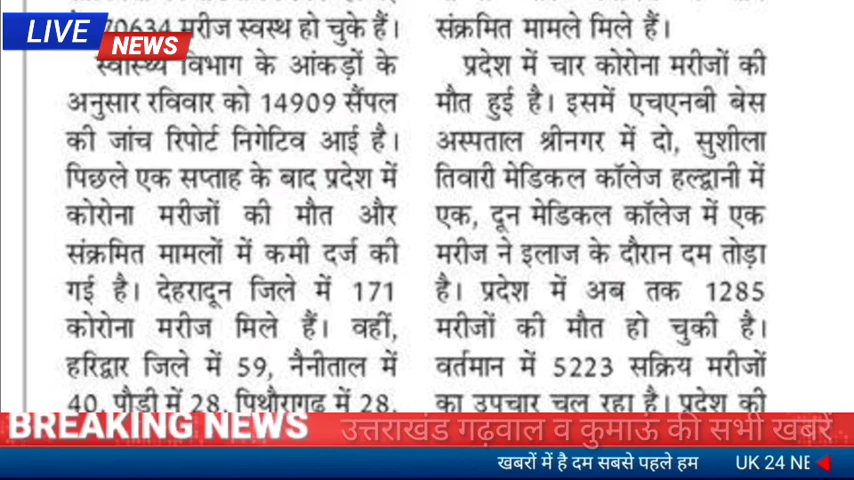 LIVE
NEWS
70634 मरीज स्वस्थ हो चुके हैं।
स्वास्थ्य विभाग के आंकड़ों के
अनुसार रविवार को 14909 सैंपल
की जांच रिपोर्ट निगेटिव आई है।
पिछले एक सप्ताह के बाद प्रदेश में
कोरोना मरीजों की मौत और
संक्रमित मामलों में कमी दर्ज की
गई है। देहरादून जिले में 171
कोरोना मरीज मिले हैं। वहीं,
हरिद्वार जिले में 59, नैनीताल में
40, पौड़ी में 28, पिथौरागढ़ में 28,
संक्रमित मामले मिले हैं।
प्रदेश में चार कोरोना मरीजों की
मौत हुई है। इसमें एचएनबी बेस
अस्पताल श्रीनगर में दो, सुशीला
तिवारी मेडिकल कॉलेज हल्द्वानी में
एक, दून मेडिकल कॉलेज में एक
मरीज ने इलाज के दौरान दम तोड़ा
है। प्रदेश में अब तक 1285
मरीजों की मौत हो चुकी है।
वर्तमान में 5223 सक्रिय मरीजों
का उपचार चल रहा है। प्रदेश की
BREAKING NEWS उत्तराखंड गढ़वाल व कुमाऊं की सभी खबरें
खबरों में है दम सबसे पहले हम UK 24 NE